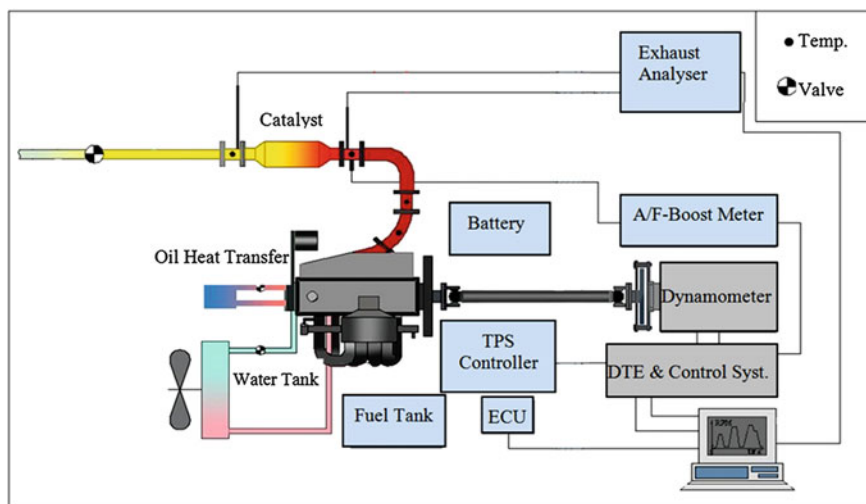 Exhaust
Analyser
Temp.
Valve
Catalyst
Battery
A/F-Boost Meter
Oil Heat Transfer
Dynamometer
TPS
Controller
DTE & Control Syst.
Water Tank
Fuel Tank
ECU